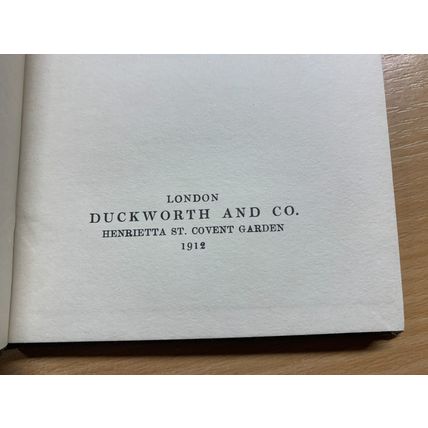 LONDON
DUCKWORTH AND CO.
HENRIETTA ST. COVENT GARDEN
1912